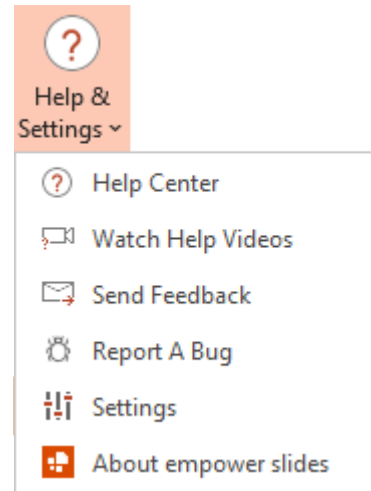 Help &
Settings
Help Center
Watch Help Videos
Send Feedback
Report A Bug
Settings
About empower slides